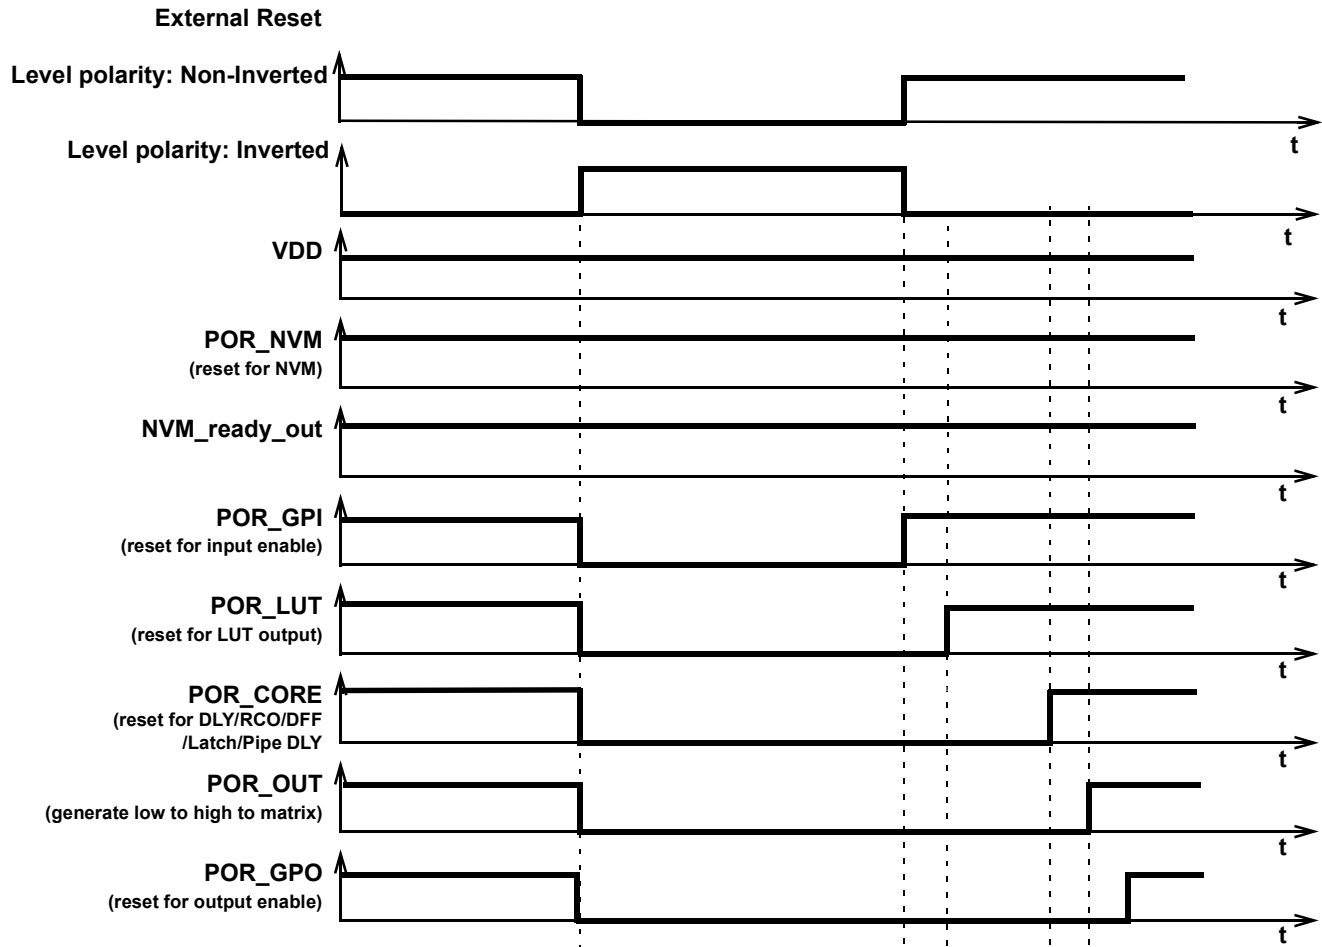 External Reset
Level polarity: Non-Inverted
t
Level polarity: Inverted
t
VDD
t
POR_NVM
(reset for NVM)
t
NVM_ready_out
t
POR_GPI
(reset for input enable)
t
POR_LUT
(reset for LUT output)
t
POR_CORE
(reset for DLY/RCO/DFF
/Latch/Pipe DLY
t
POR_OUT
(generate low to high to matrix)
t
POR_GPO
(reset for output enable)
t